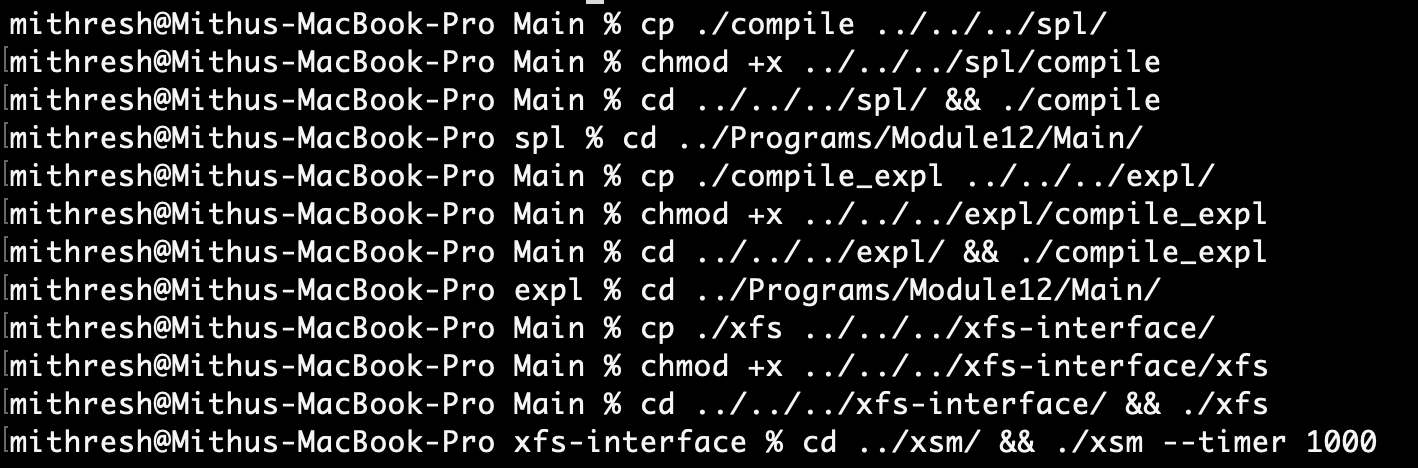 mithresh@Mithus-MacBook-Pro Main % cp ./compile ../../../spl/
[mithresh@Mithus-MacBook-Pro Main % chmod +x ../../../spl/compile
[mithresh@Mithus-MacBook-Pro Main % cd ../../../spl/ && ./compile
[mithresh@Mithus-MacBook-Pro spl % cd ../Programs/Module12/Main/
[mithresh@Mithus-MacBook-Pro Main % cp ./compile_expl ../../../expl/
[mithresh@Mithus-MacBook-Pro Main % chmod +x ../../../expl/compile_expl
[mithresh@Mithus-MacBook-Pro Main % cd ../../../expl/ && ./compile_expl
[mithresh@Mithus-MacBook-Pro expl % cd ../Programs/Module12/Main/
[mithresh@Mithus-MacBook-Pro Main % cp ./xfs ../../../xfs-interface/
[mithresh@Mithus-MacBook-Pro Main % chmod +x ../../../xfs-interface/xfs
[mithresh@Mithus-MacBook-Pro Main % cd ../../../xfs-interface/ && ./xfs
[mithresh@Mithus-MacBook-Pro xfs-interface % cd ../xsm/ && ./xsm --timer 1000